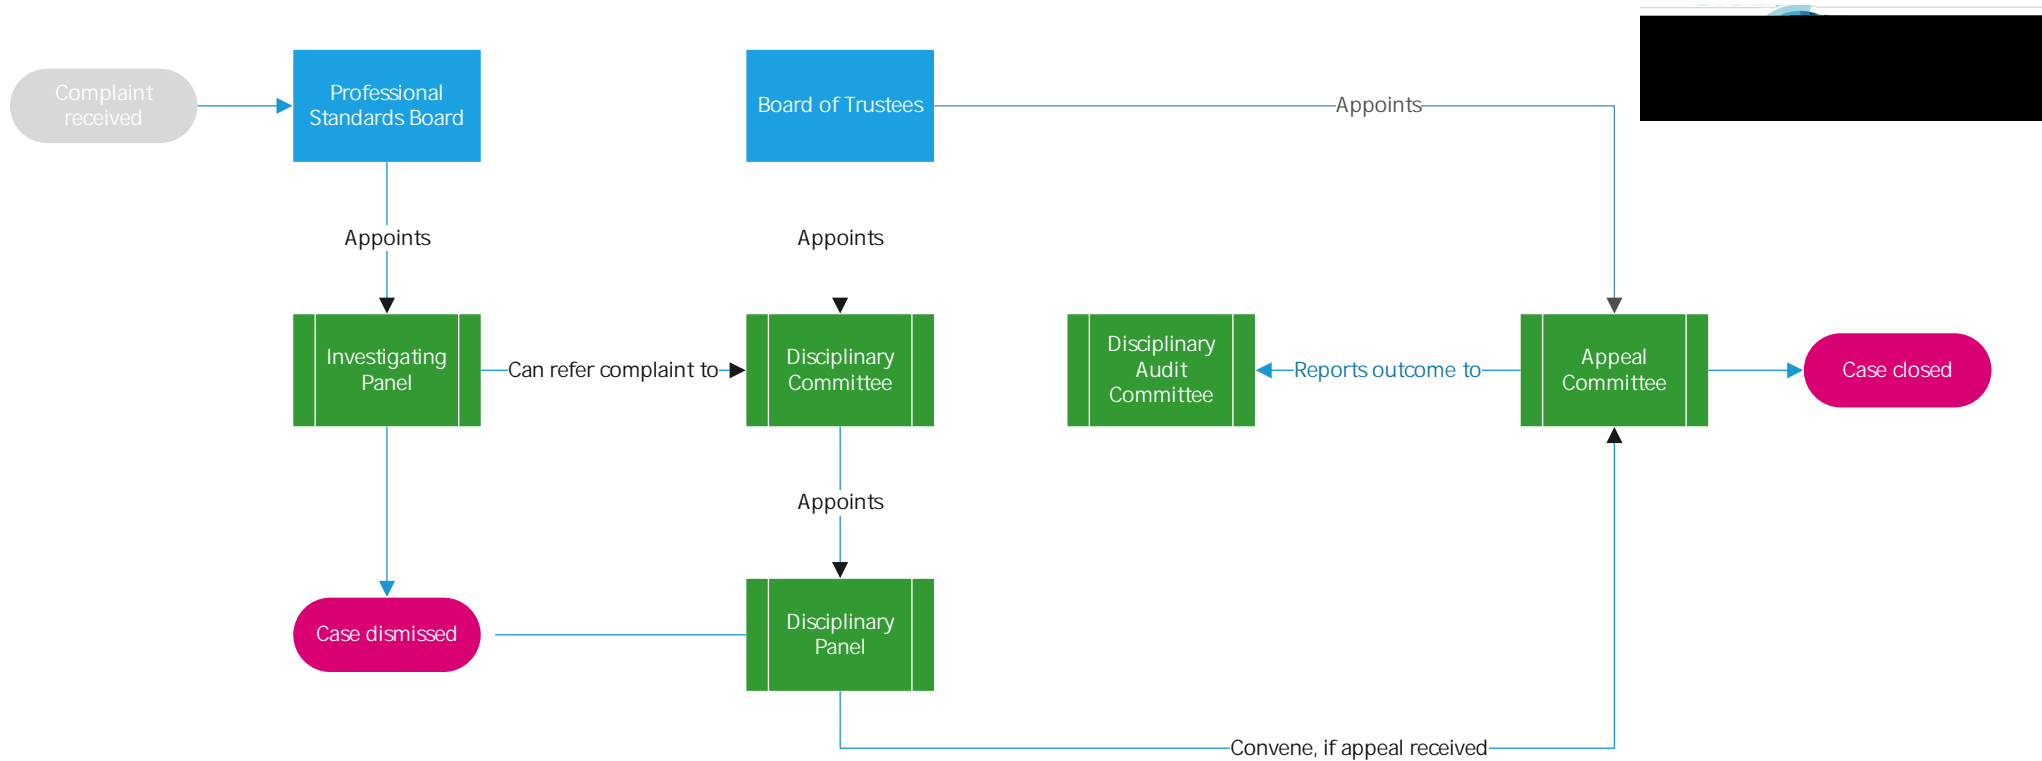 Complaint
received
Professional
Standards Board
Board of Trustees
Appoints
Appoints
Appoints
Investigating
Panel
Can refer complaint to
Disciplinary
Committee
Disciplinary
Audit
Committee
Reports outcome to
Appeal
Committee
Case closed
Appoints
Case dismissed
Disciplinary
Panel
Convene, if appeal received